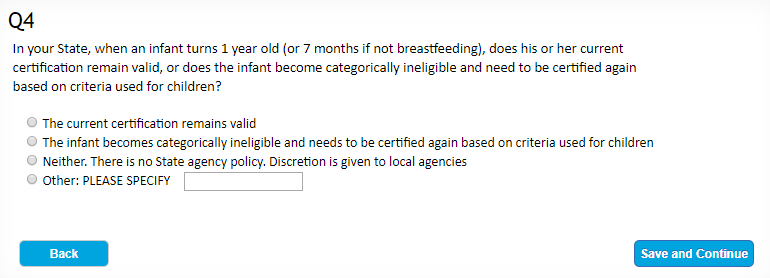 Q4
In your State, when an infant turns 1 year old (or 7 months if not breastfeeding), does his or her current
certification remain valid, or does the infant become categorically ineligible and need to be certified again
based on criteria used for children?
The current certification remains valid
The infant becomes categorically ineligible and needs to be certified again based on criteria used for children
Neither. There is no State agency policy. Discretion is given to local agencies
Other: PLEASE SPECIFY
Back
Save and Continue